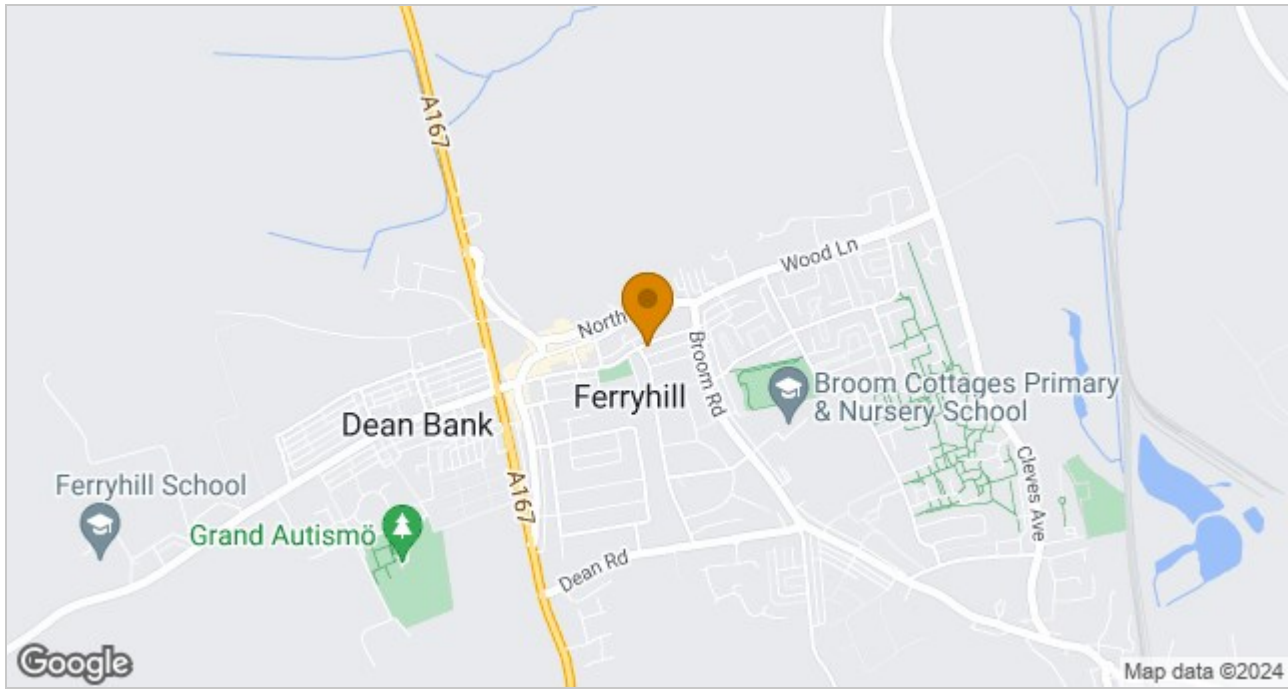 A167
Wood Ln
North
Broom Rd
Ferryhill
Broom Cottages Primary
& Nursery School
Dean Bank
Ferryhill School
Grand Autismö
A167
Cleves Ave
Dean Rd
Google
Map data ©2024